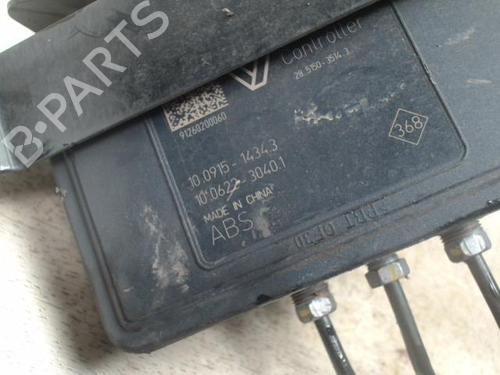 B-PARTS
Controller
28.5150-3514.3
91260200060
368
10.0915-1434.3
10.0622-3040.1
MADE IN CHINA
ABS